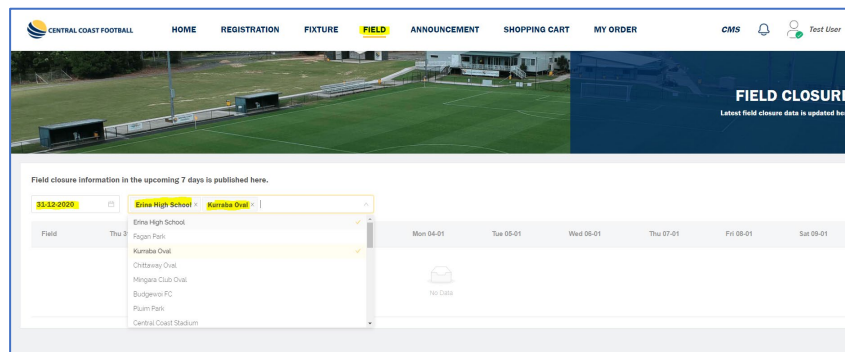 CENTRAL COAST FOOTBALL HOME REGISTRATION FIXTURE FIELD ANNOUNCEMENT SHOPPING CART MY ORDER CMS Test User
FIELD CLOSURE
Latest field closure data is updated he
Field closure information in the upcoming 7 days is published here.
31-12-2020 Erina High School × Kurraba Oval ×
Field Thu 3 Mon 04-01 Tue 05-01 Wed 06-01 Thu 07-01 Fri 08-01 Sat 09-01
Erina High School
Fagan Park
Kurraba Oval
Chittaway Oval
Mingara Club Oval
Budgewoi FC
Pluim Park
Central Coast Stadium
No Data